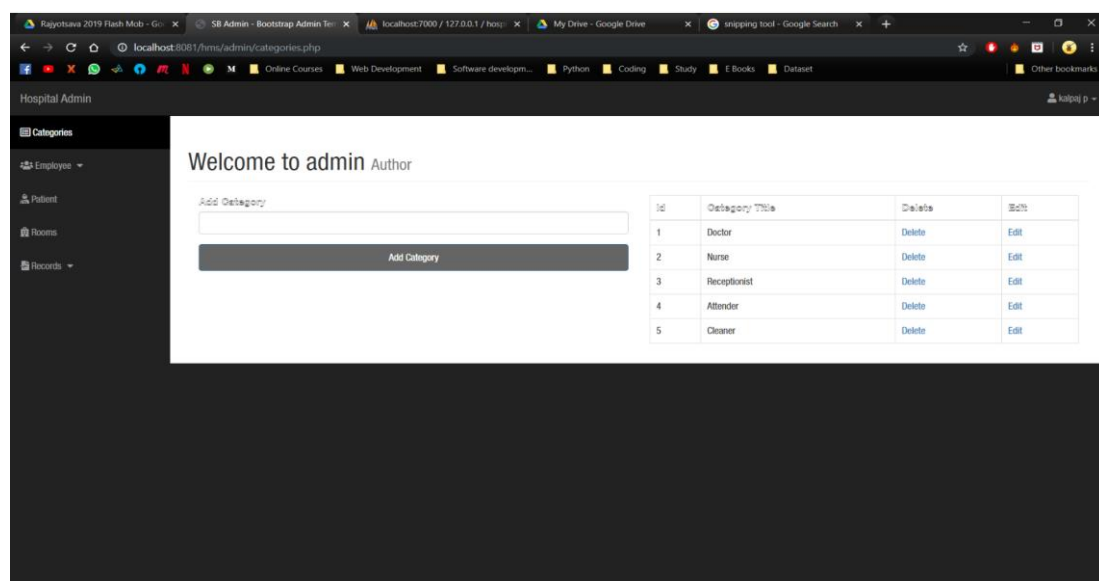 Rajyotsava 2019 Flash Mob - Go SB Admin - Bootstrap Admin Tem localhost:7000 / 127.0.0.1 / hosp My Drive - Google Drive snipping tool - Google Search
localhost:8081/hms/admin/categories.php
Online Courses Web Development Software developm... Python Coding Study E Books Dataset Other bookmarks
Hospital Admin kalpaj p
Categories
Employee
Patient
Rooms
Records
Welcome to admin Author
Add Category
Add Category
Id Category Title Delete Edit
1 Doctor Delete Edit
2 Nurse Delete Edit
3 Receptionist Delete Edit
4 Attender Delete Edit
5 Cleaner Delete Edit